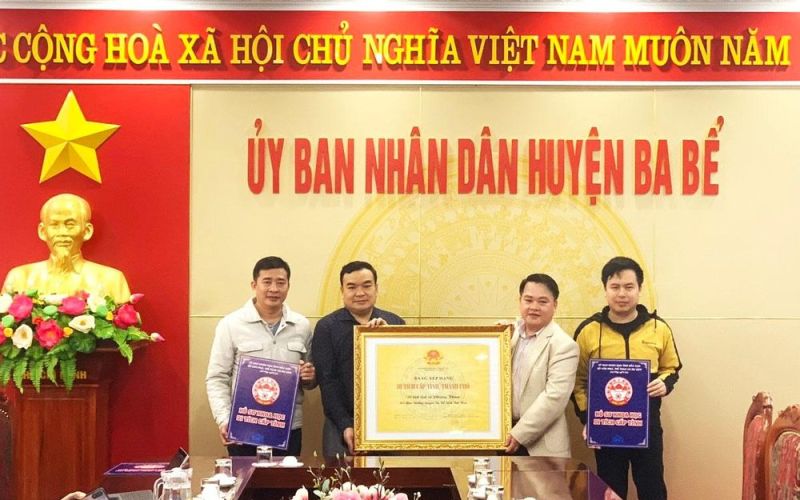 C CỘNG HOÀ XÃ HỘI CHỦ NGHĨA VIỆT NAM MUÔN NĂM
ỦY BAN NHÂN DÂN HUYỆN BA BỂ
BẰNG XẾP HẠNG
DI TÍCH CẤP TỈNH, THÀNH PHỐ
HỒ SƠ KHOA HỌC
DI TÍCH CẤP TỈNH
HỒ SƠ KHOA HỌC
DI TÍCH CẤP TỈNH